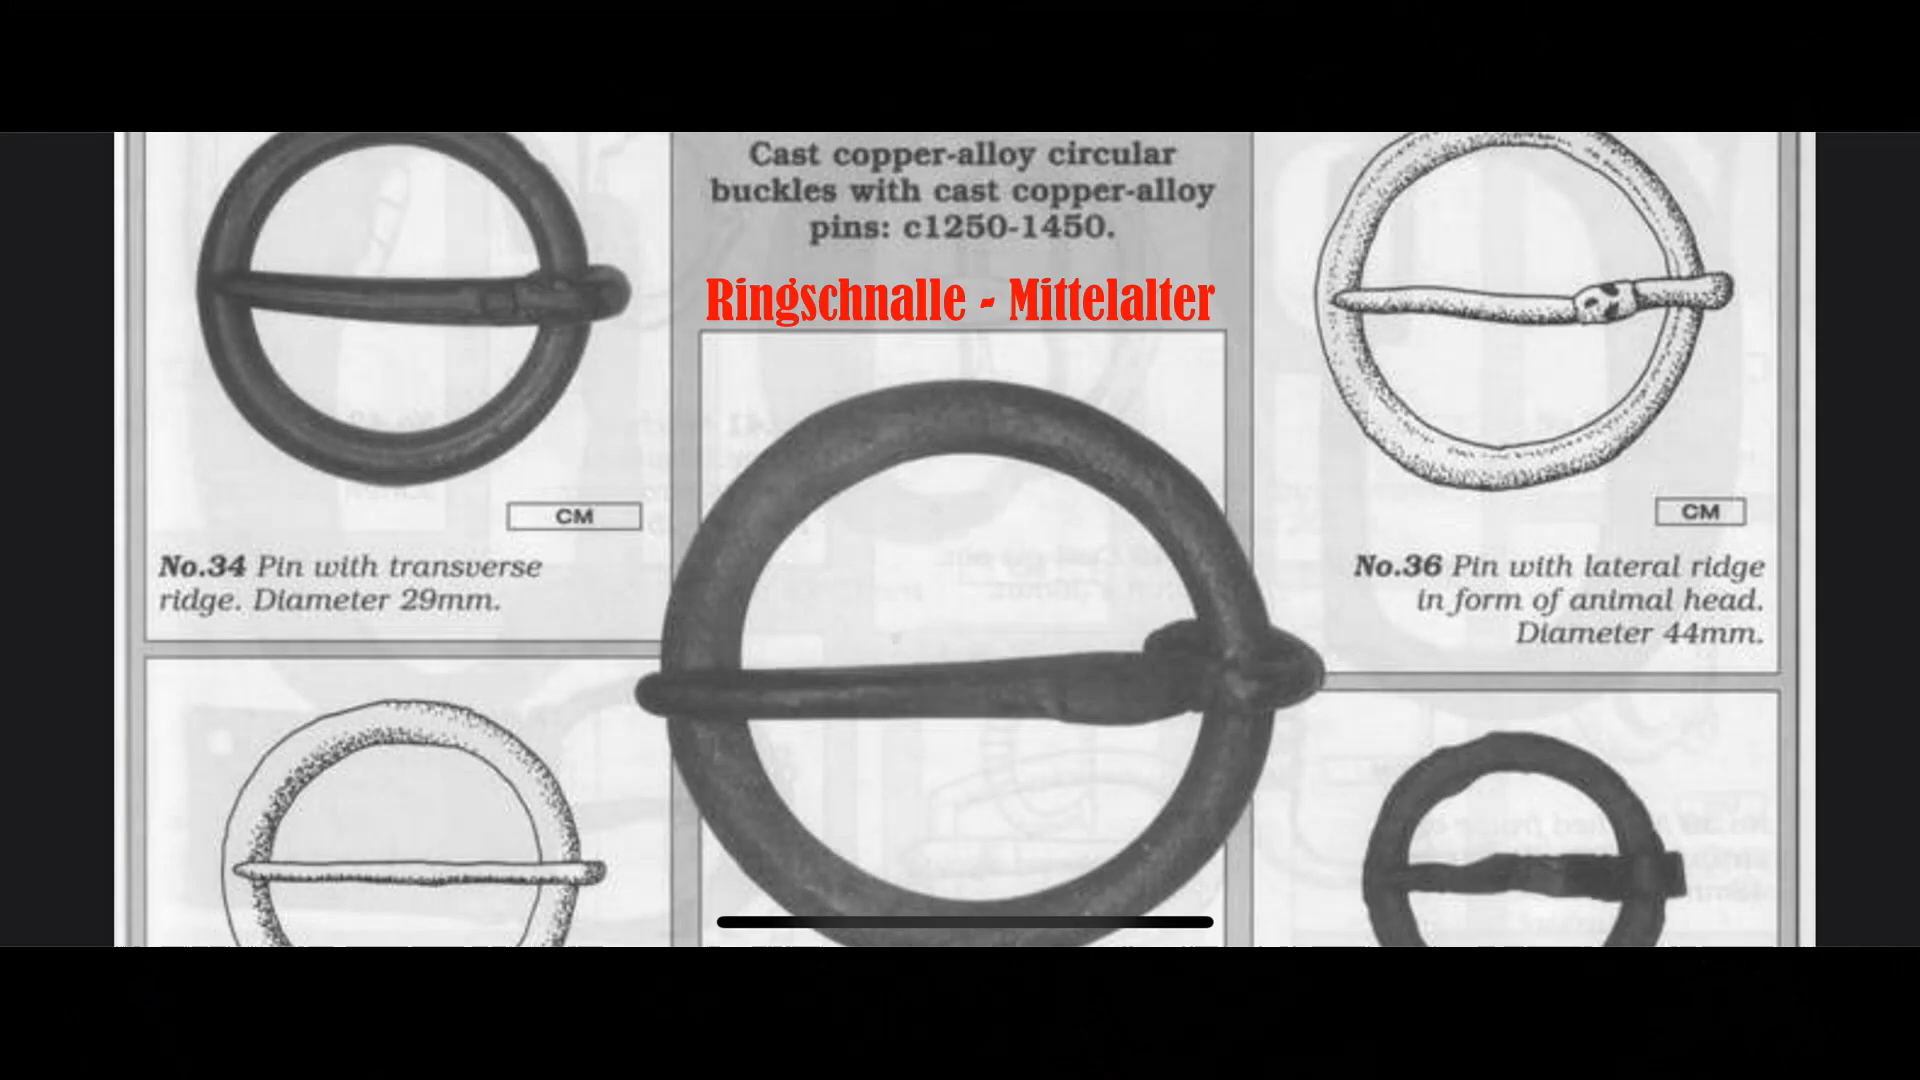 Cast copper-alloy circular
buckles with cast copper-alloy
pins: c1250-1450.
Ringschnalle - Mittelalter
CM
No.34 Pin with transverse
ridge. Diameter 29mm.
CM
No.36 Pin with lateral ridge
in form of animal head.
Diameter 44mm.